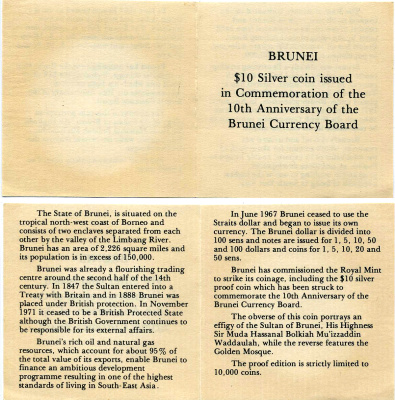 BRUNEI
$10 Silver coin issued
in Commemoration of the
10th Anniversary of the
Brunei Currency Board
The State of Brunei, is situated on the
tropical north-west coast of Borneo and
consists of two enclaves separated from each
other by the valley of the Limbang River.
Brunei has an area of 2,226 square miles and
its population is in excess of 150,000.
Brunei was already a flourishing trading
centre around the second half of the 14th
century. In 1847 the Sultan entered into a
Treaty with Britain and in 1888 Brunei was
placed under British protection. In November
1971 it ceased to be a British Protected State
although the British Government continues to
be responsible for its external affairs.
Brunei's rich oil and natural gas
resources, which account for about 95% of
the total value of its exports, enable Brunei to
finance an ambitious development
programme resulting in one of the highest
standards of living in South-East Asia.
In June 1967 Brunei ceased to use the
Straits dollar and began to issue its own
currency. The Brunei dollar is divided into
100 sens and notes are issued for 1, 5, 10, 50
and 100 dollars and coins for 1, 5, 10, 20 and
50 sens.
Brunei has commissioned the Royal Mint
to strike its coinage, including the $10 silver
proof coin which has been struck to
commemorate the 10th Anniversary of the
Brunei Currency Board.
The obverse of this coin portrays an
effigy of the Sultan of Brunei, His Highness
Sir Muda Hassanal Bolkiah Mu'izzaddin
Waddaulah, while the reverse features the
Golden Mosque.
The proof edition is strictly limited to
10,000 coins.